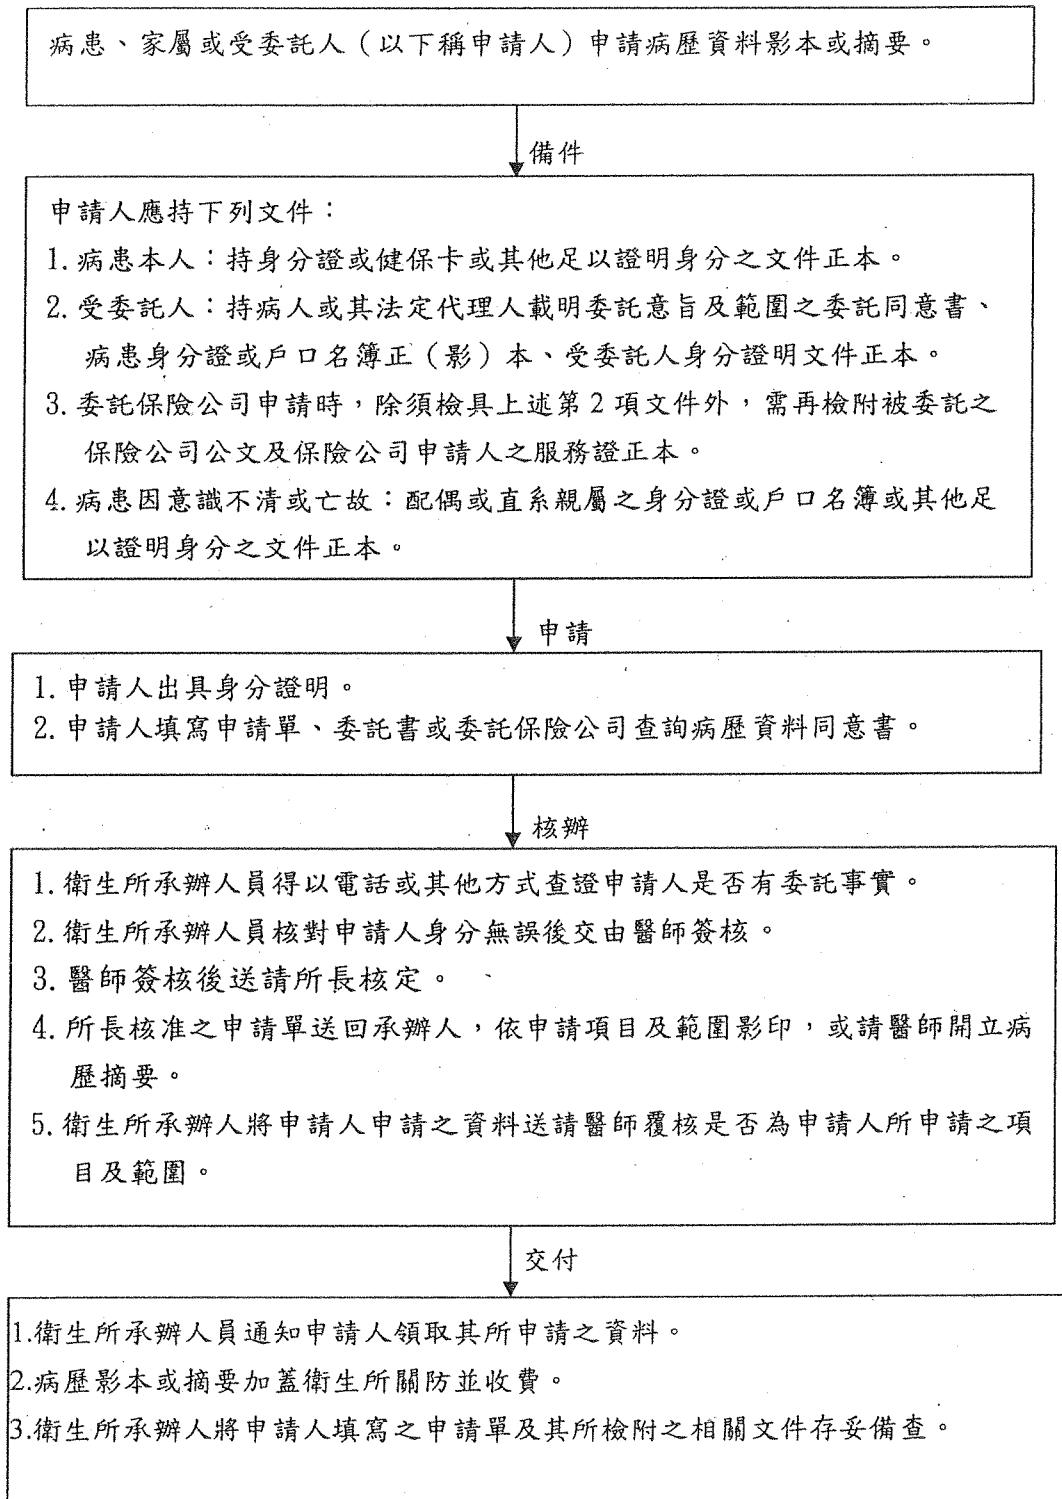 病患、家屬或受委託人（以下稱申請人）申請病歷資料影本或摘要。
備件
申請人應持下列文件：
1. 病患本人：持身分證或健保卡或其他足以證明身分之文件正本。
2. 受委託人：持病人或其法定代理人載明委託意旨及範圍之委託同意書、
病患身分證或戶口名簿正（影）本、受委託人身分證明文件正本。
3. 委託保險公司申請時，除須檢具上述第 2 項文件外，需再檢附被委託之
保險公司公文及保險公司申請人之服務證正本。
4. 病患因意識不清或亡故：配偶或直系親屬之身分證或戶口名簿或其他足
以證明身分之文件正本。
申請
1. 申請人出具身分證明。
2. 申請人填寫申請單、委託書或委託保險公司查詢病歷資料同意書。
核辦
1. 衛生所承辦人員得以電話或其他方式查證申請人是否有委託事實。
2. 衛生所承辦人員核對申請人身分無誤後交由醫師簽核。
3. 醫師簽核後送請所長核定。
4. 所長核准之申請單送回承辦人，依申請項目及範圍影印，或請醫師開立病
歷摘要。
5. 衛生所承辦人將申請人申請之資料送請醫師覆核是否為申請人所申請之項
目及範圍。
交付
1.衛生所承辦人員通知申請人領取其所申請之資料。
2.病歷影本或摘要加蓋衛生所關防並收費。
3.衛生所承辦人將申請人填寫之申請單及其所檢附之相關文件存妥備查。